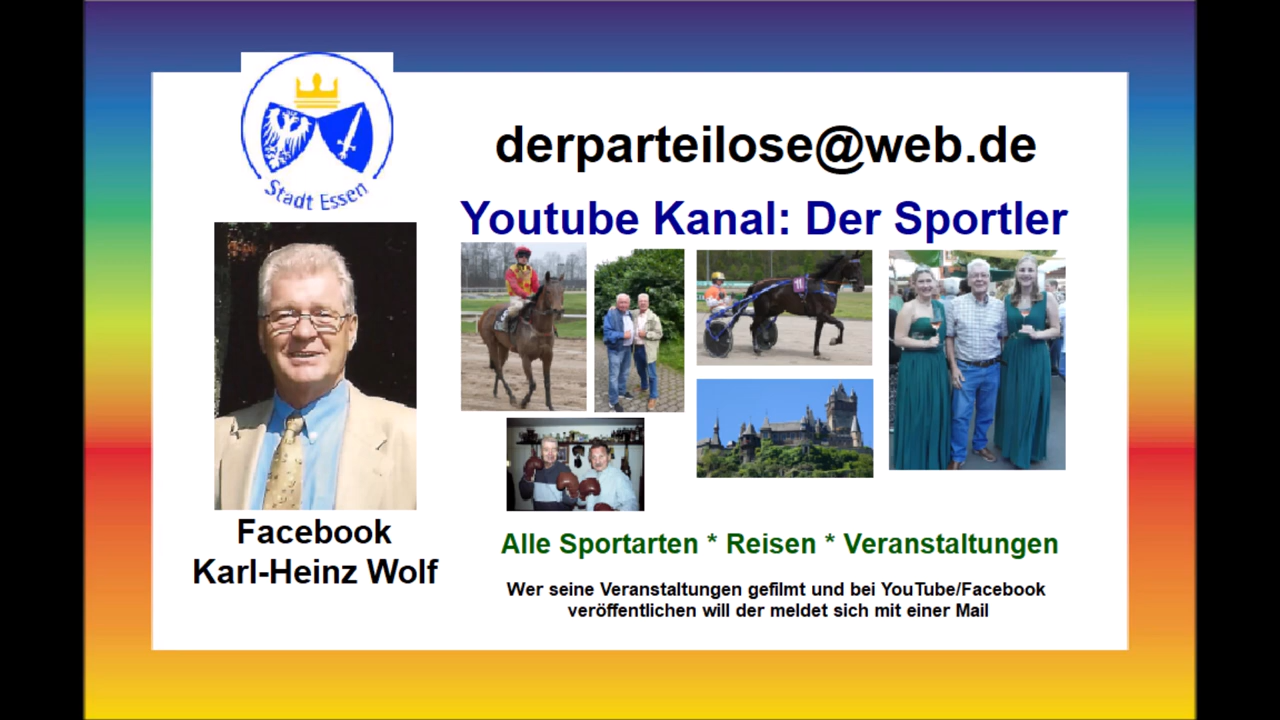 Stadt Essen
derparteilose@web.de
Youtube Kanal: Der Sportler
Facebook
Karl-Heinz Wolf
Alle Sportarten * Reisen * Veranstaltungen
Wer seine Veranstaltungen gefilmt und bei YouTube/Facebook
veröffentlichen will der meldet sich mit einer Mail